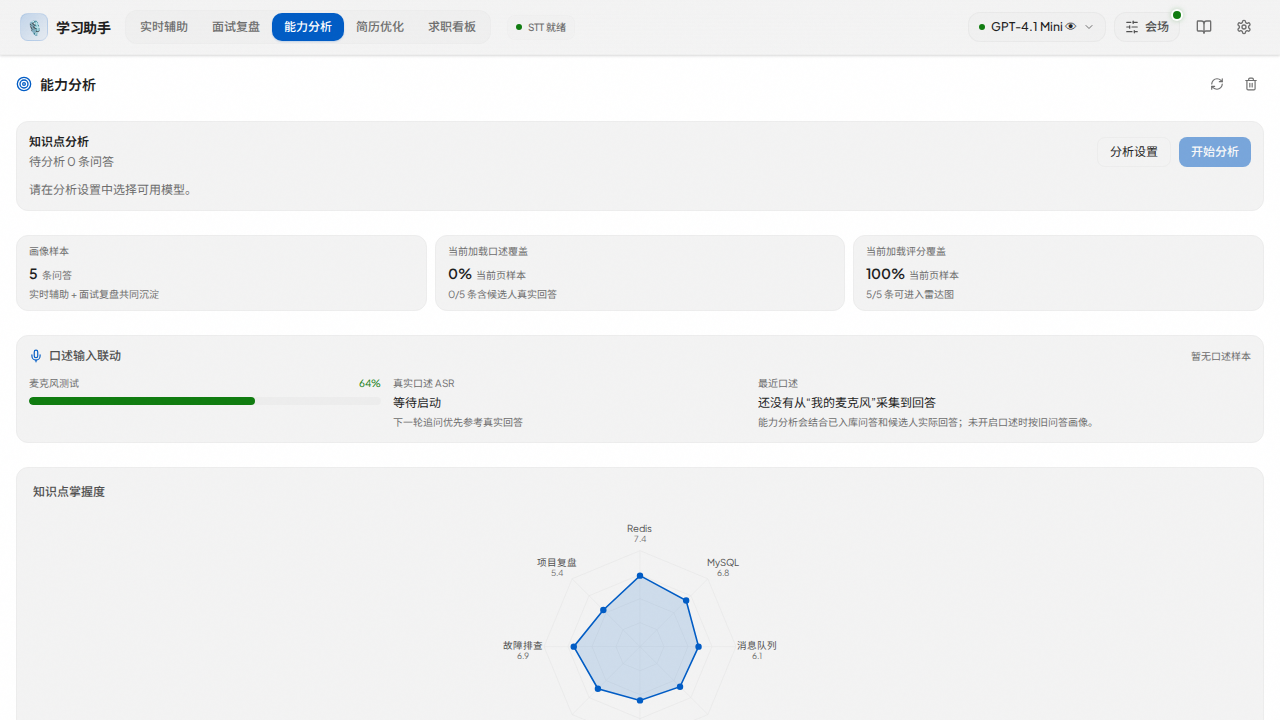 学习助手
实时辅助
面试复盘
能力分析
简历优化
求职看板
STT 就绪
GPT-4.1 Mini
会场
能力分析
知识点分析
待分析 0 条问答
请在分析设置中选择可用模型。
分析设置
开始分析
画像样本
5 条问答
实时辅助 + 面试复盘共同沉淀
当前加载口述覆盖
0% 当前页样本
0/5 条含候选人真实回答
当前加载评分覆盖
100% 当前页样本
5/5 条可进入雷达图
口述输入联动
暂无口述样本
麦克风测试
64%
真实口述 ASR
等待启动
下一轮追问优先参考真实回答
最近口述
还没有从“我的麦克风”采集到回答
能力分析会结合已入库问答和候选人实际回答；未开启口述时按旧问答画像。
知识点掌握度
Redis
7.4
项目复盘
5.4
MySQL
6.8
故障排查
6.9
消息队列
6.1